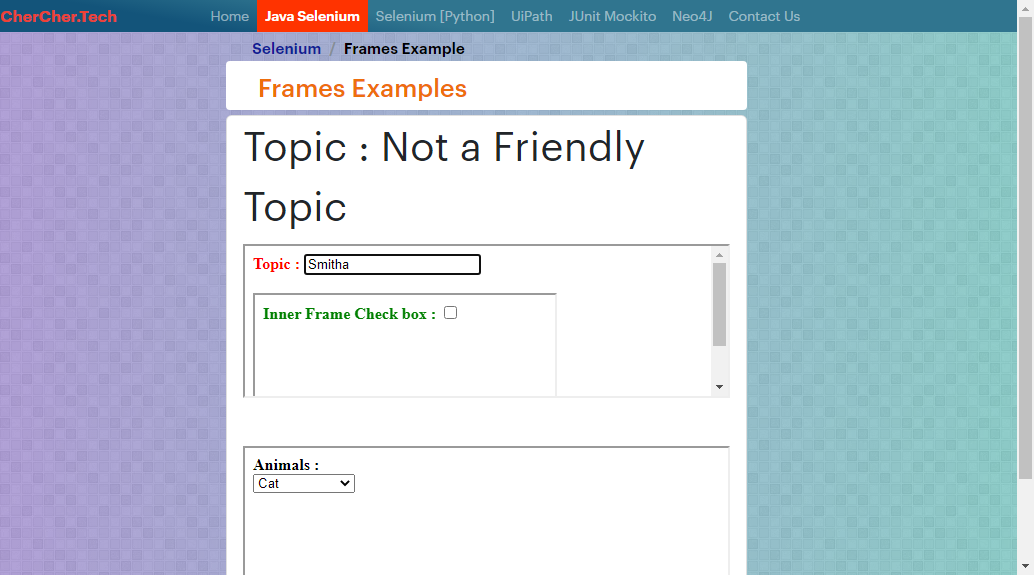 CherCher.Tech Home Java Selenium Selenium [Python] UiPath JUnit Mockito Neo4J Contact Us
Selenium / Frames Example
Frames Examples
Topic : Not a Friendly
Topic
Topic : Smitha
Inner Frame Check box :
Animals :
Cat